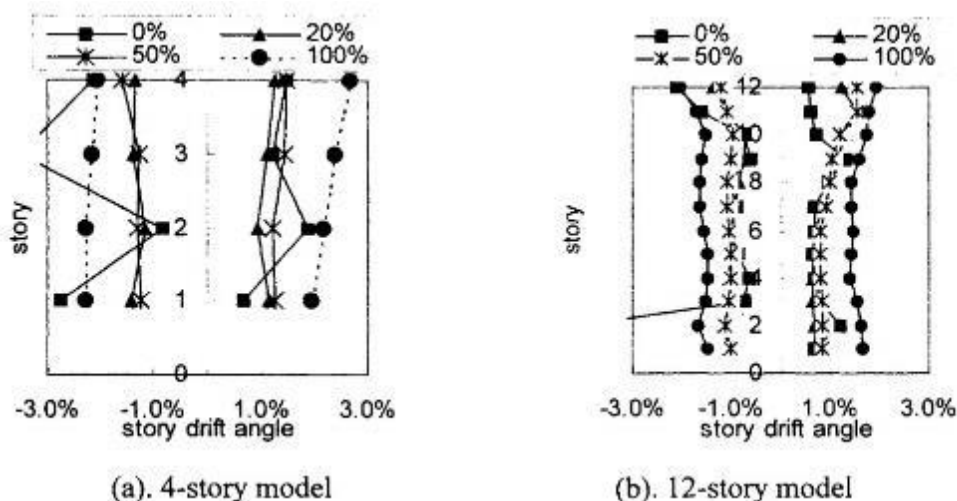 0% 20%
50% 100%
4
3
2
1
0
story
-3.0% -1.0% 1.0% 3.0%
story drift angle
(a). 4-story model
0% 20%
50% 100%
12
10
8
6
4
2
0
story
-3.0% -1.0% 1.0% 3.0%
story drift angle
(b). 12-story model